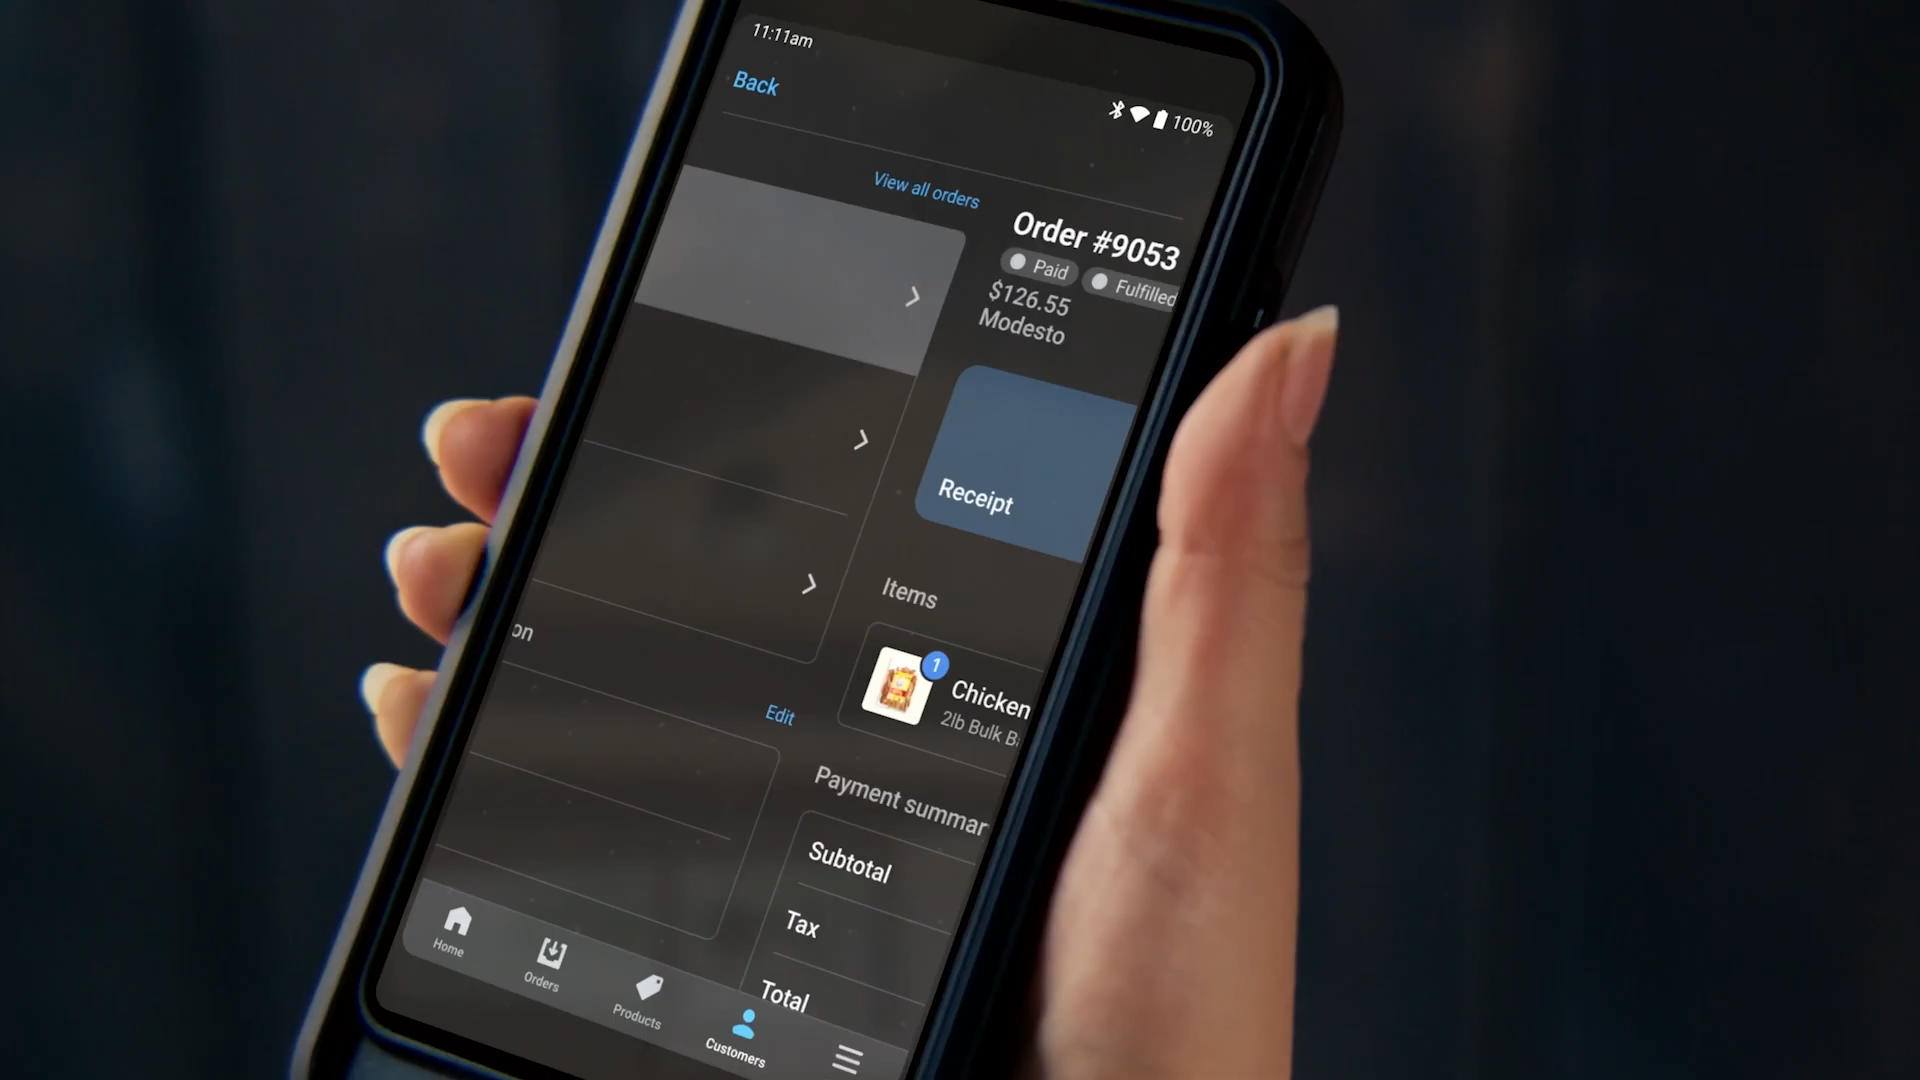 11:11am
100%
Back
View all orders
Order #9053
Paid
Fulfilled
$126.55
Modesto
Receipt
Items
1
Chicken
2lb Bulk B
on
Edit
Payment summar
Subtotal
Tax
Total
Home
Orders
Products
Customers